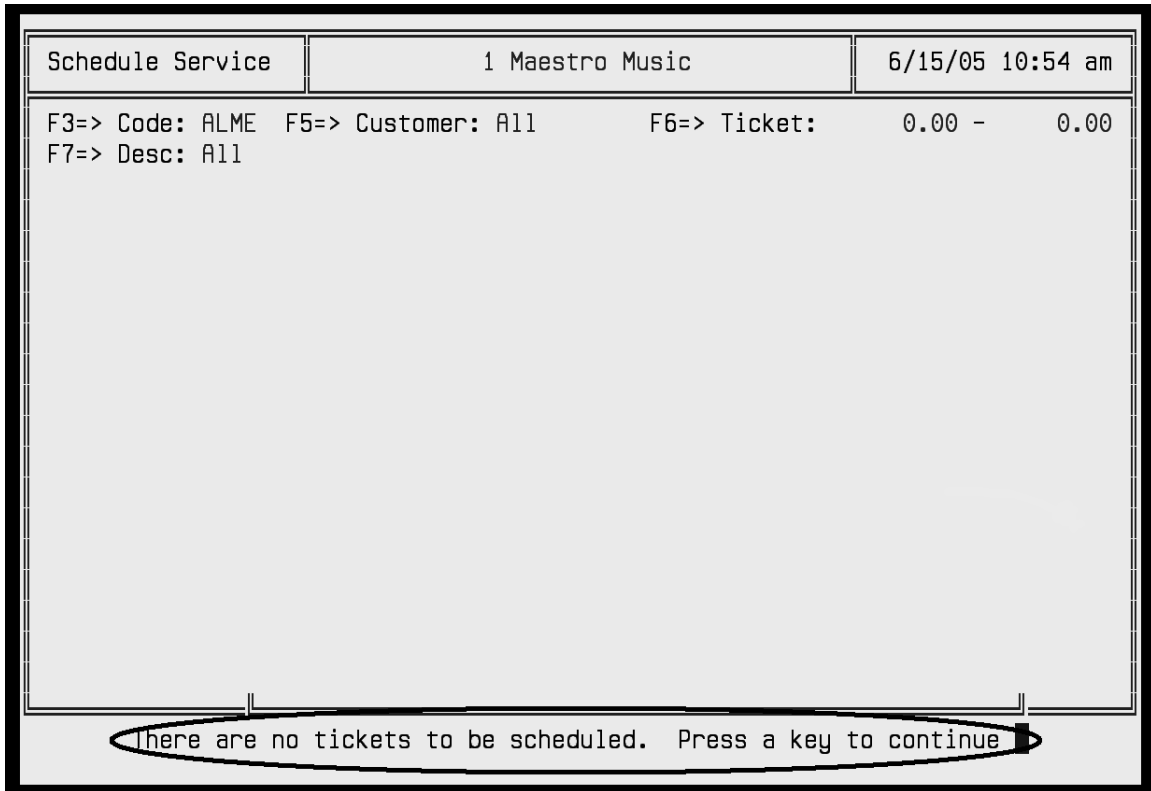 Schedule Service 1 Maestro Music 6/15/05 10:54 am
F3=> Code: ALME F5=> Customer: All F6=> Ticket: 0.00 - 0.00
F7=> Desc: All
There are no tickets to be scheduled. Press a key to continue